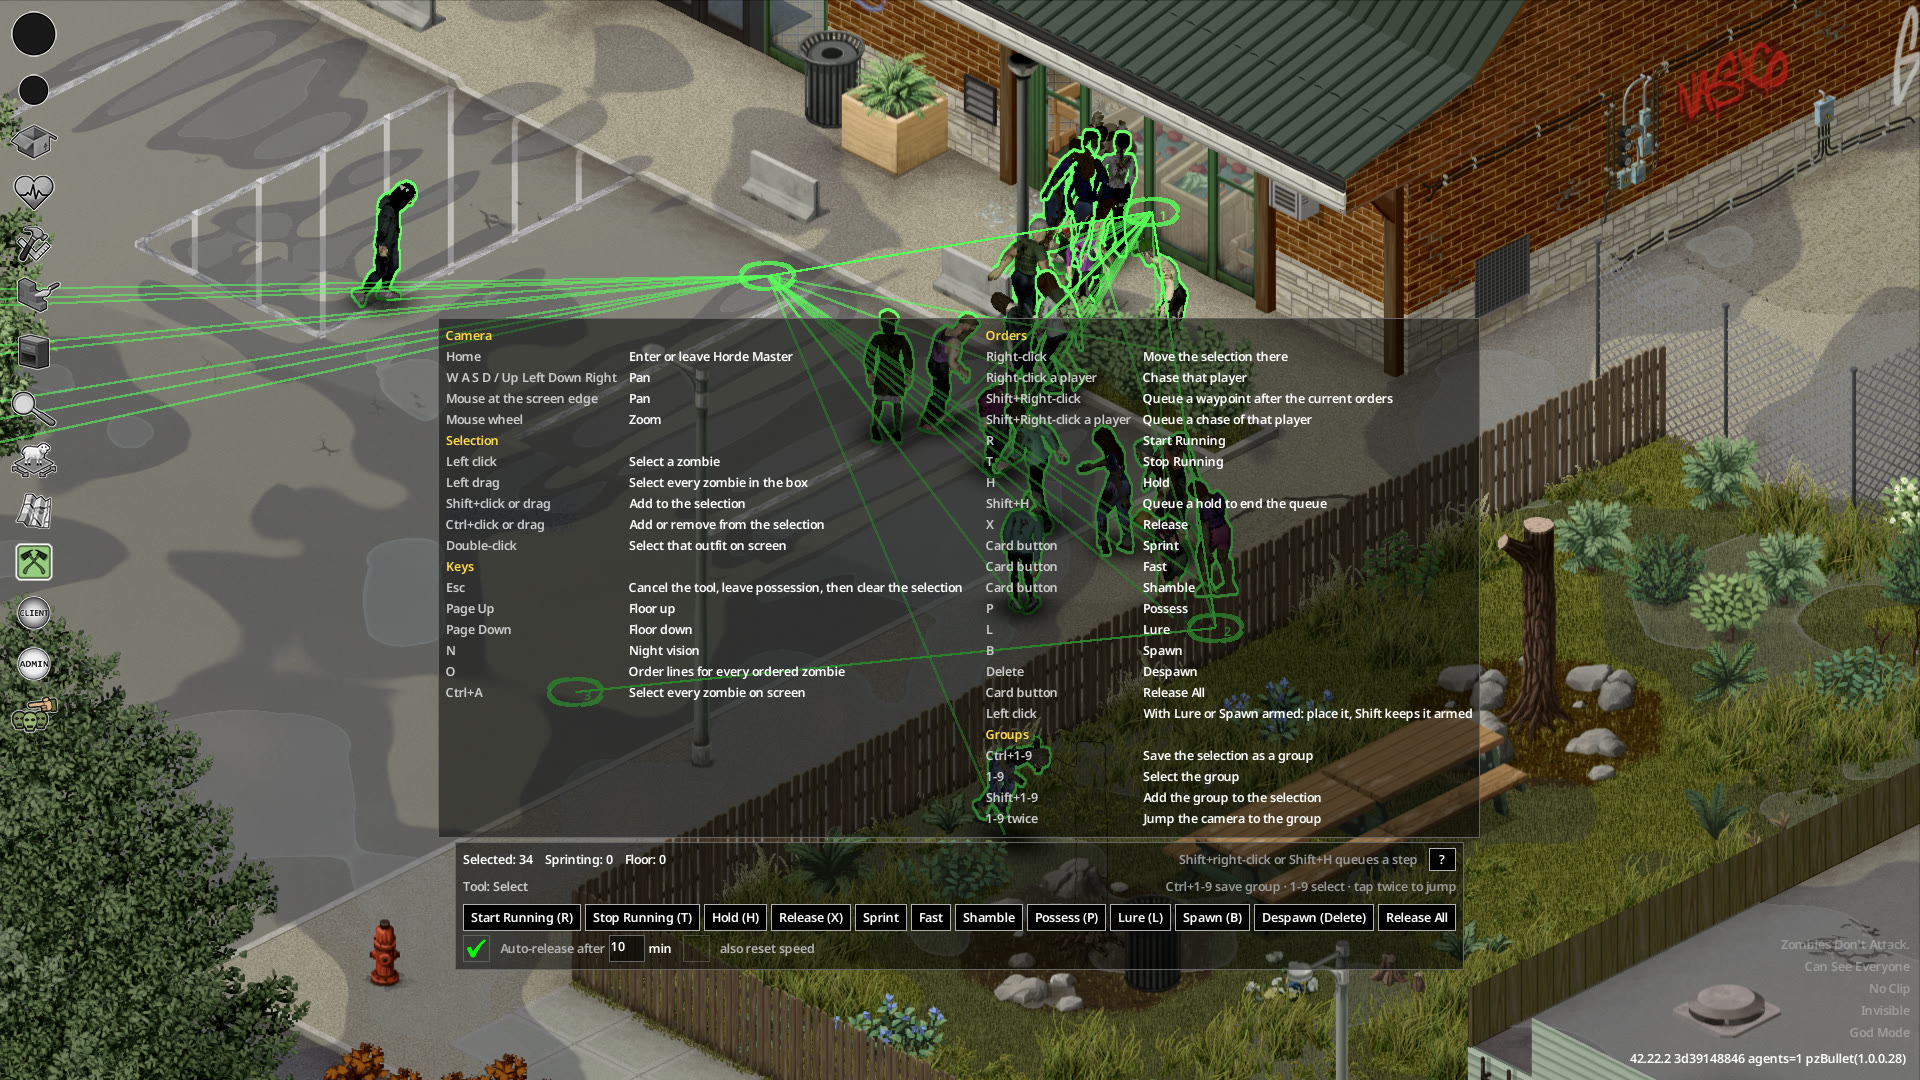 VASCO
1
Camera
Home Enter or leave Horde Master
W A S D / Up Left Down Right Pan
Mouse at the screen edge Pan
Mouse wheel Zoom
Selection
Left click Select a zombie
Left drag Select every zombie in the box
Shift+click or drag Add to the selection
Ctrl+click or drag Add or remove from the selection
Double-click Select that outfit on screen
Keys
Esc Cancel the tool, leave possession, then clear the selection
Page Up Floor up
Page Down Floor down
N Night vision
O Order lines for every ordered zombie
Ctrl+A Select every zombie on screen
3
Orders
Right-click Move the selection there
Right-click a player Chase that player
Shift+Right-click Queue a waypoint after the current orders
Shift+Right-click a player Queue a chase of that player
R Start Running
T Stop Running
H Hold
Shift+H Queue a hold to end the queue
X Release
Card button Sprint
Card button Fast
Card button Shamble
P Possess
L Lure
2
B Spawn
Delete Despawn
Card button Release All
Left click With Lure or Spawn armed: place it, Shift keeps it armed
Groups
Ctrl+1-9 Save the selection as a group
1-9 Select the group
Shift+1-9 Add the group to the selection
1-9 twice Jump the camera to the group
CLIENT
ADMIN
Selected: 34 Sprinting: 0 Floor: 0 Shift+right-click or Shift+H queues a step ?
Tool: Select Ctrl+1-9 save group · 1-9 select · tap twice to jump
Start Running (R) Stop Running (T) Hold (H) Release (X) Sprint Fast Shamble Possess (P) Lure (L) Spawn (B) Despawn (Delete) Release All
Auto-release after 10 min also reset speed
Zombies Don't Attack.
Can See Everyone
No Clip
Invisible
God Mode
42.22.2 3d39148846 agents=1 pzBullet(1.0.0.28)